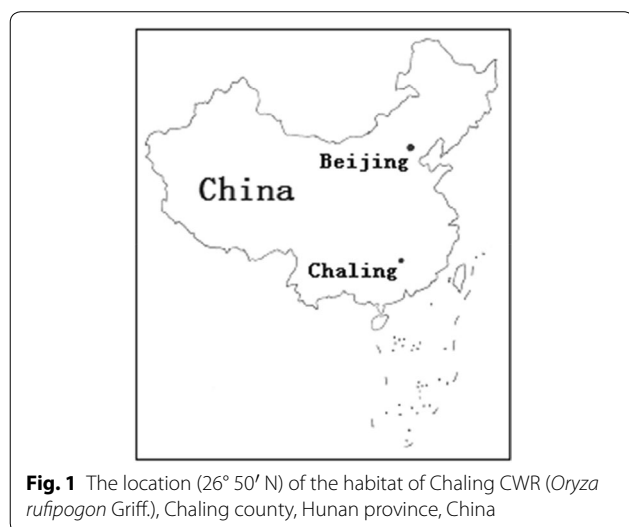 Beijing
China
Chaling
Fig. 1 The location (26° 50′ N) of the habitat of Chaling CWR (Oryza
rufipogon Griff.), Chaling county, Hunan province, China